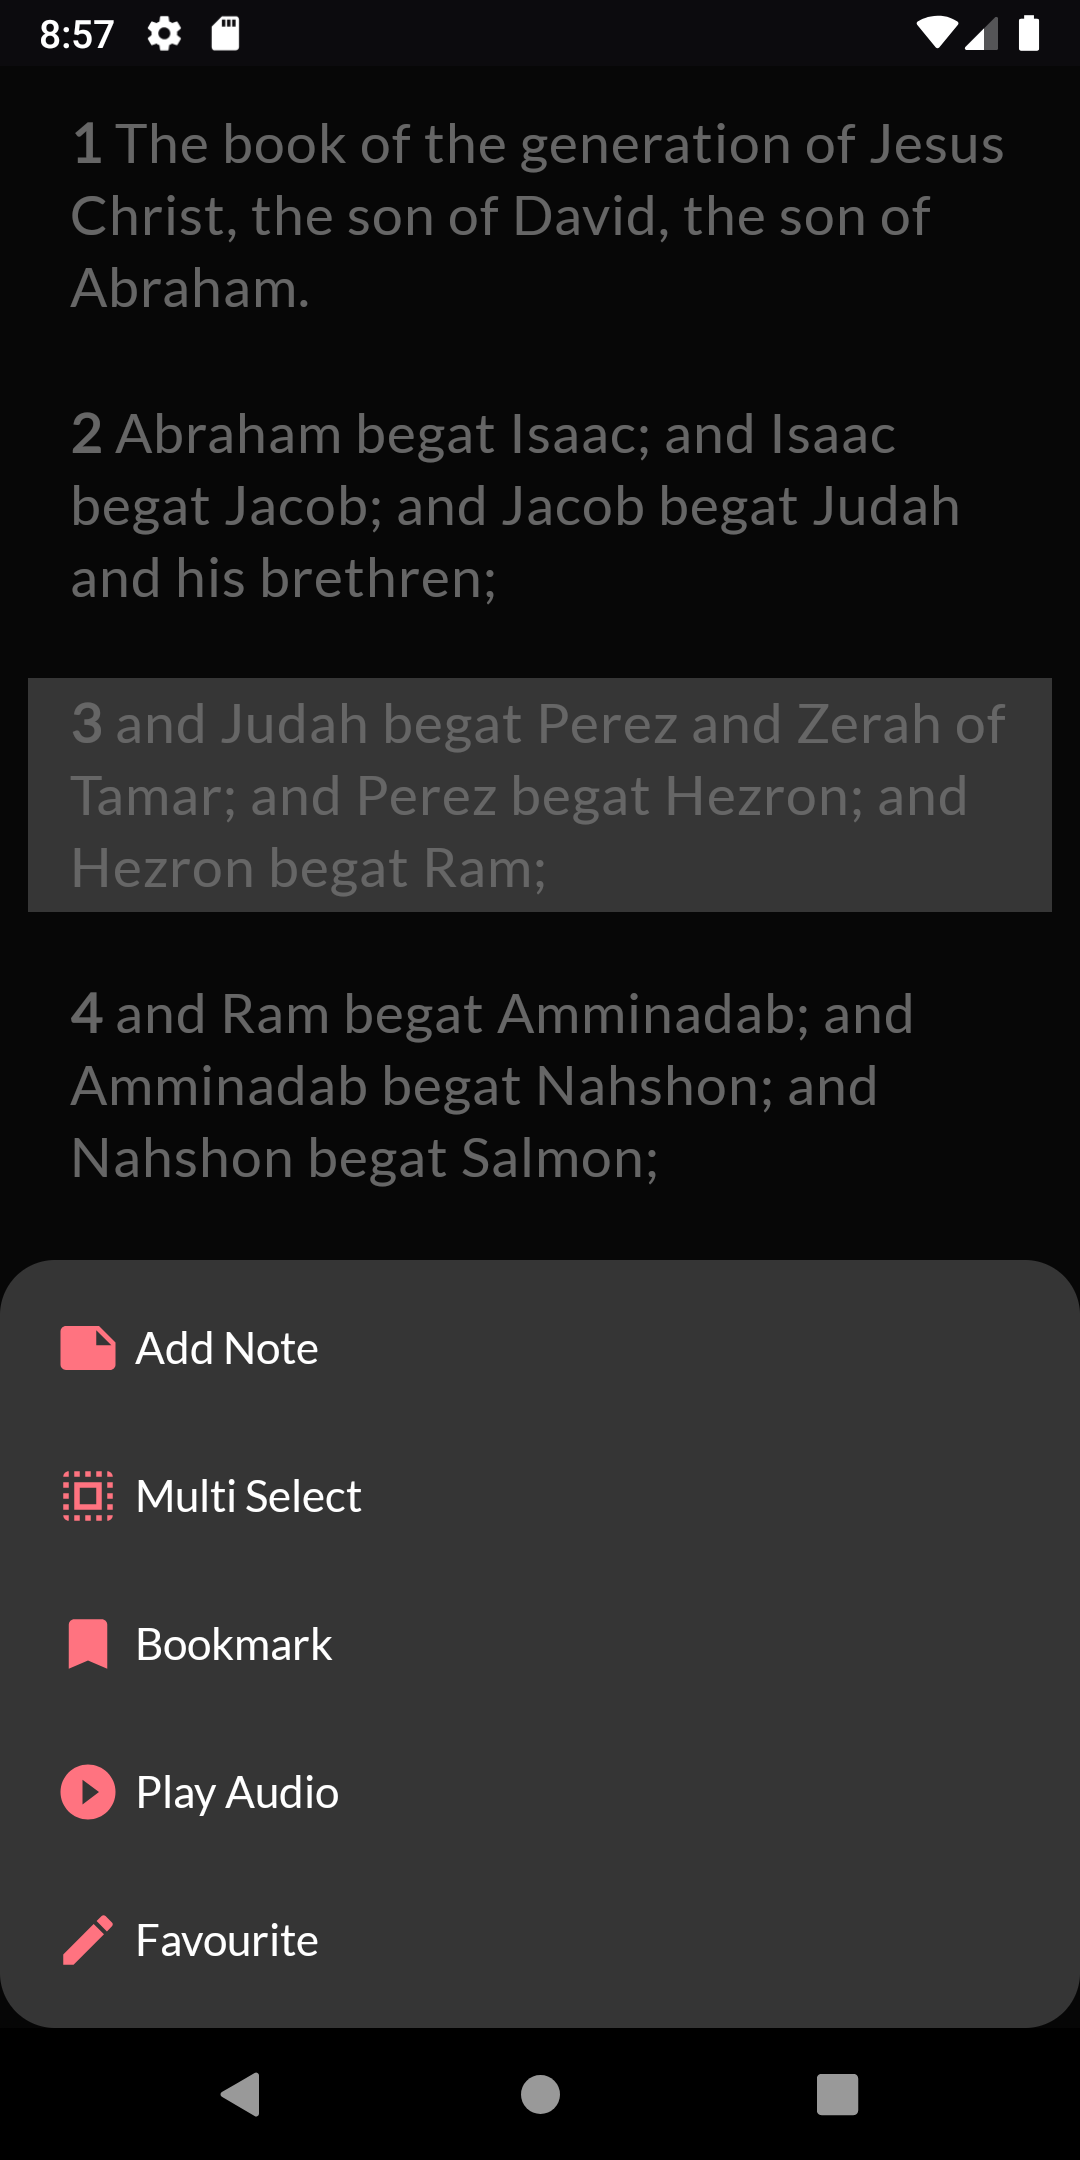 8:57
1 The book of the generation of Jesus
Christ, the son of David, the son of
Abraham.
2 Abraham begat Isaac; and Isaac
begat Jacob; and Jacob begat Judah
and his brethren;
3 and Judah begat Perez and Zerah of
Tamar; and Perez begat Hezron; and
Hezron begat Ram;
4 and Ram begat Amminadab; and
Amminadab begat Nahshon; and
Nahshon begat Salmon;
Add Note
Multi Select
Bookmark
Play Audio
Favourite